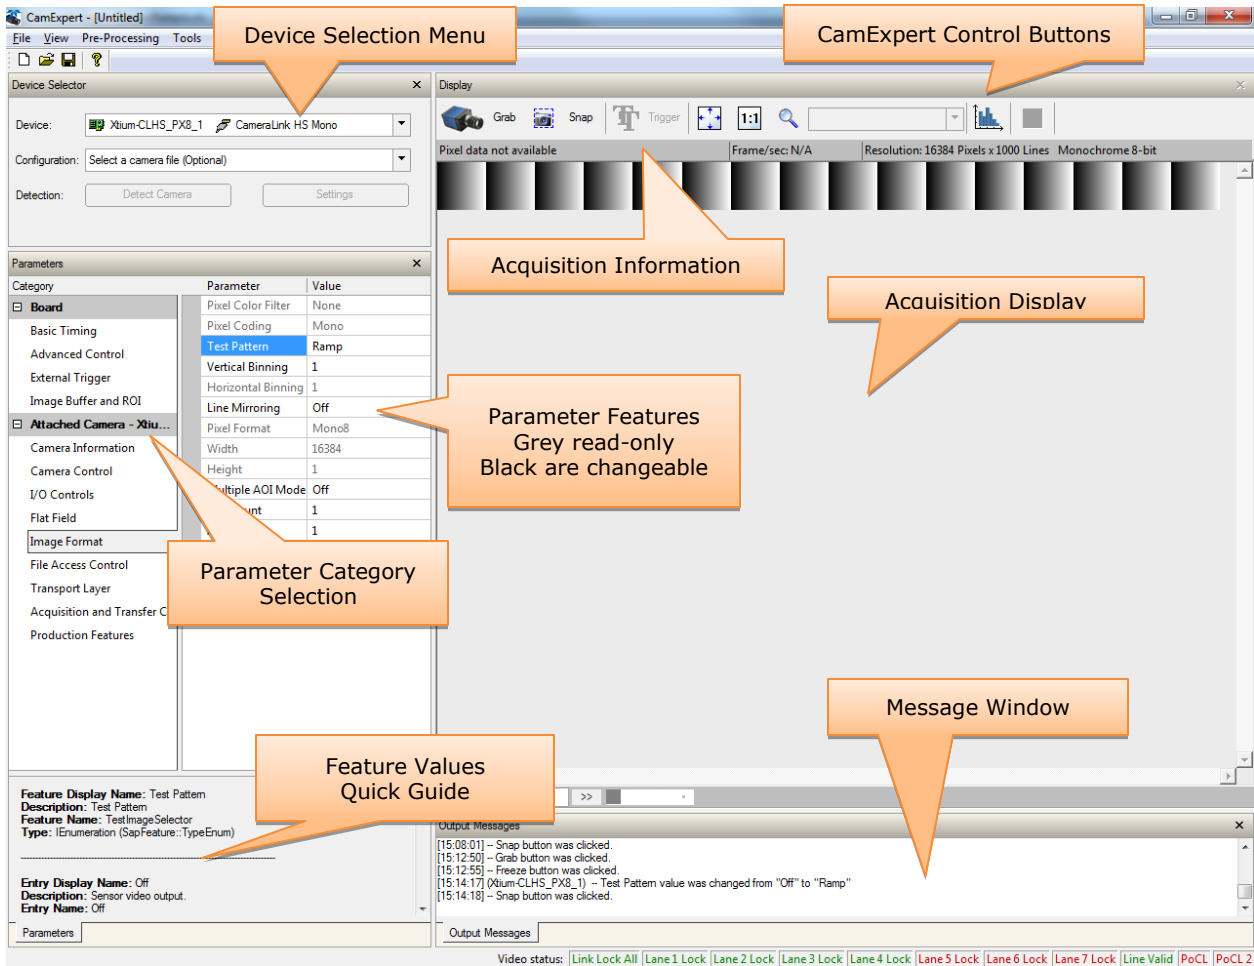 CamExpert - [Untitled]
File View Pre-Processing Tools
Device Selection Menu
CamExpert Control Buttons
Device Selector
Device: Xtium-CLHS_PX8_1 CameraLink HS Mono
Configuration: Select a camera file (Optional)
Detection: Detect Camera Settings
Display
Grab Snap Trigger 1:1
Pixel data not available Frame/sec: N/A Resolution: 16384 Pixels x 1000 Lines Monochrome 8-bit
Acquisition Information
Acquisition Display
Parameters
Category Parameter Value
Board
Basic Timing
Advanced Control
External Trigger
Image Buffer and ROI
Attached Camera - Xtiu...
Camera Information
Camera Control
I/O Controls
Flat Field
Image Format
File Access Control
Transport Layer
Acquisition and Transfer C
Production Features
Pixel Color Filter None
Pixel Coding Mono
Test Pattern Ramp
Vertical Binning 1
Horizontal Binning 1
Line Mirroring Off
Pixel Format Mono8
Width 16384
Height 1
Multiple AOI Mode Off
1
1
Parameter Features
Grey read-only
Black are changeable
Parameter Category
Selection
Message Window
Feature Values
Quick Guide
Feature Display Name: Test Pattern
Description: Test Pattern
Feature Name: TestImageSelector
Type: IEnumeration (SapFeature::TypeEnum)
Entry Display Name: Off
Description: Sensor video output.
Entry Name: Off
Parameters
>>
Output Messages
[15:08:01] -- Snap button was clicked.
[15:12:50] -- Grab button was clicked.
[15:12:55] -- Freeze button was clicked.
[15:14:17] (Xtium-CLHS_PX8_1) -- Test Pattern value was changed from "Off" to "Ramp"
[15:14:18] -- Snap button was clicked.
Output Messages
Video status: Link Lock All Lane 1 Lock Lane 2 Lock Lane 3 Lock Lane 4 Lock Lane 5 Lock Lane 6 Lock Lane 7 Lock Line Valid PoCL PoCL 2